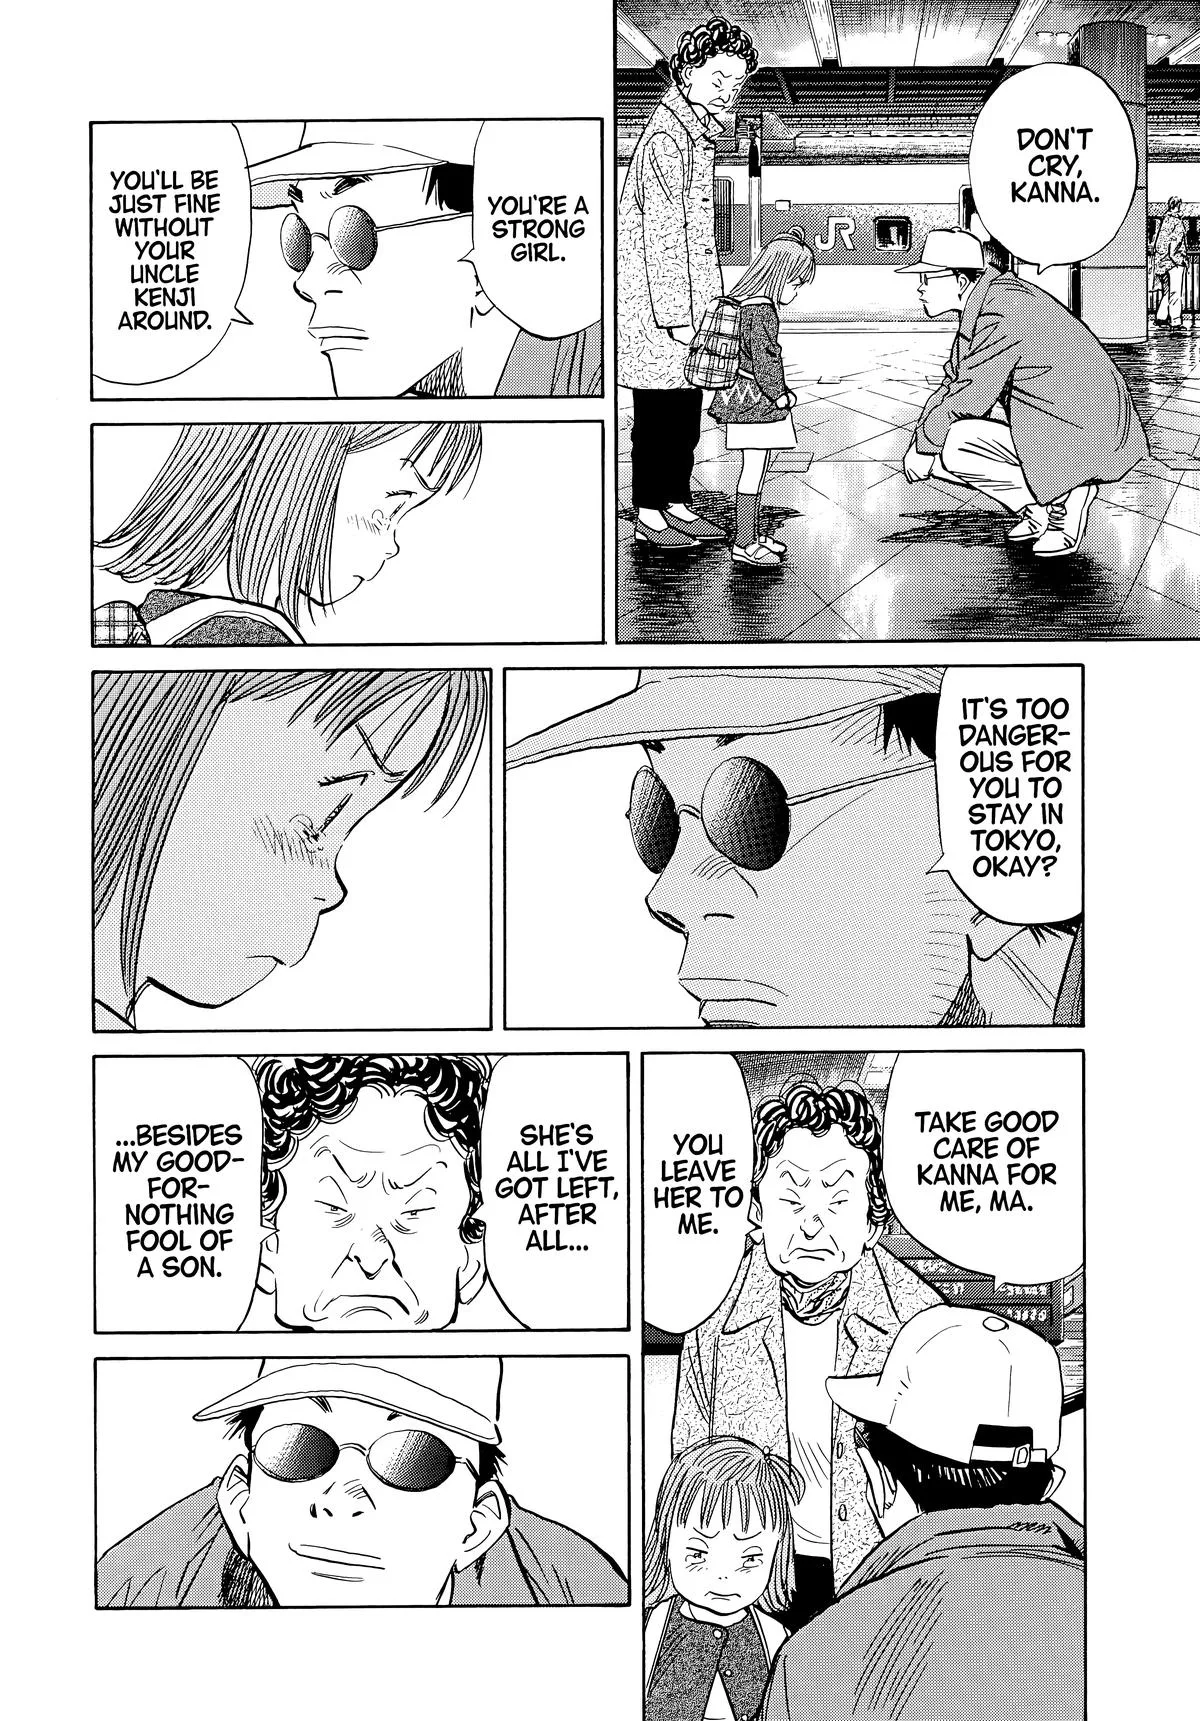 DON'T
CRY,
KANNA.
JR
YOU'RE A
STRONG
GIRL.
YOU'LL BE
JUST FINE
WITHOUT
YOUR
UNCLE
KENJI
AROUND.
IT'S TOO
DANGER-
OUS FOR
YOU TO
STAY IN
TOKYO,
OKAY?
TAKE GOOD
CARE OF
KANNA FOR
ME, MA.
YOU
LEAVE
HER TO
ME.
SHE'S
ALL I'VE
GOT LEFT,
AFTER
ALL...
...BESIDES
MY GOOD-
FOR-
NOTHING
FOOL OF
A SON.